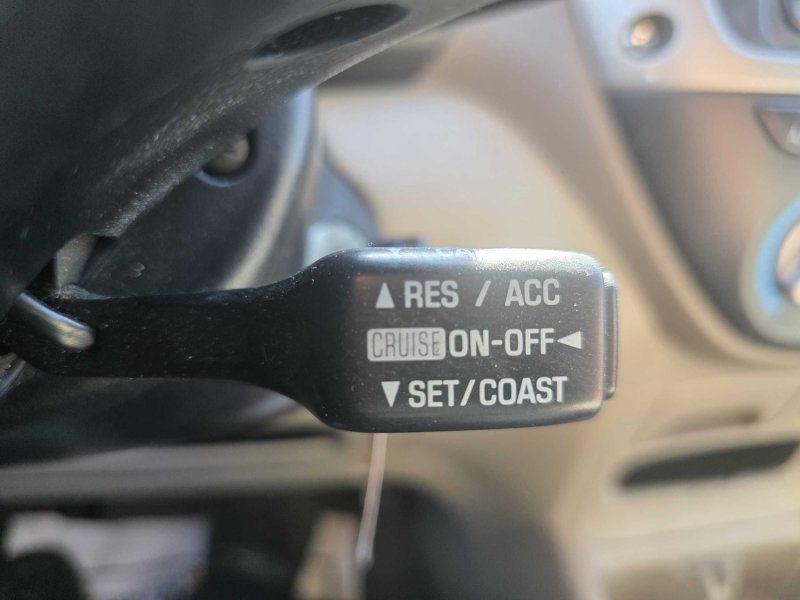 ▲ RES / ACC
CRUISE ON-OFF ◀
▼ SET/COAST